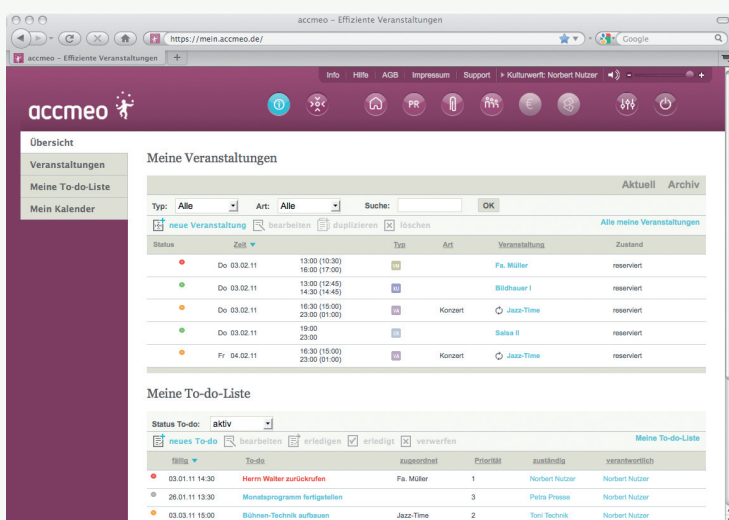 accmeo – Effiziente Veranstaltungen
https://mein.accmeo.de/
Google
accmeo – Effiziente Veranstaltungen
Info Hilfe AGB Impressum Support Kulturwerft: Norbert Nutzer
accmeo
PR
Übersicht
Veranstaltungen
Meine To-do-Liste
Mein Kalender
Meine Veranstaltungen
Aktuell Archiv
Typ: Alle Art: Alle Suche: OK
neue Veranstaltung bearbeiten duplizieren löschen Alle meine Veranstaltungen
Status Zeit Typ Art Veranstaltung Zustand
Do 03.02.11 13:00 (10:30) 16:00 (17:00) Fa. Müller reserviert
Do 03.02.11 13:00 (12:45) 14:30 (14:45) KU Bildhauer I reserviert
Do 03.02.11 16:30 (15:00) 23:00 (01:00) VA Konzert Jazz-Time reserviert
Do 03.02.11 19:00 23:00 VA Salsa II reserviert
Fr 04.02.11 16:30 (15:00) 23:00 (01:00) VA Konzert Jazz-Time reserviert
Meine To-do-Liste
Status To-do: aktiv
neues To-do bearbeiten erledigen erledigt verwerfen Meine To-do-Liste
fällig To-do zugeordnet Priorität zuständig verantwortlich
03.01.11 14:30 Herrn Walter zurückrufen Fa. Müller 1 Norbert Nutzer Norbert Nutzer
26.01.11 13:30 Monatsprogramm fertigstellen 3 Petra Presse Norbert Nutzer
03.03.11 15:00 Bühnen-Technik aufbauen Jazz-Time 2 Toni Technik Norbert Nutzer